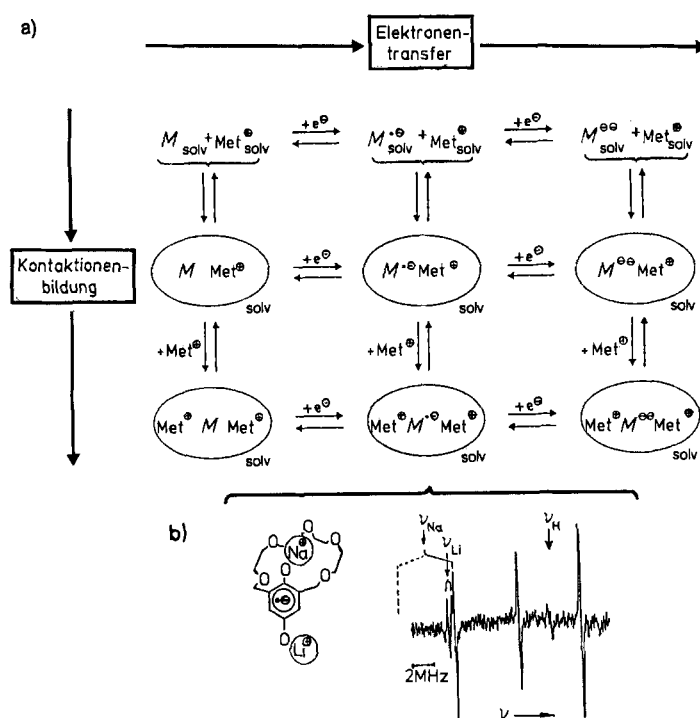 a)
Elektronen-
transfer
Kontaktionen-
bildung
M solv + Met⊕ solv
+e⊖
M•⊖ solv + Met⊕ solv
+e⊖
M⊖⊖ solv + Met⊕ solv
M Met⊕
solv
+e⊖
M•⊖ Met⊕
solv
+e⊖
M⊖⊖ Met⊕
solv
+Met⊕
+Met⊕
+Met⊕
Met⊕ M Met⊕
solv
+e⊖
Met⊕ M•⊖ Met⊕
solv
+e⊖
Met⊕ M⊖⊖ Met⊕
solv
b)
O
O
O
O
O
O
Na⊕
•⊖
O
Li⊕
νNa
νLi
νH
2MHz
ν